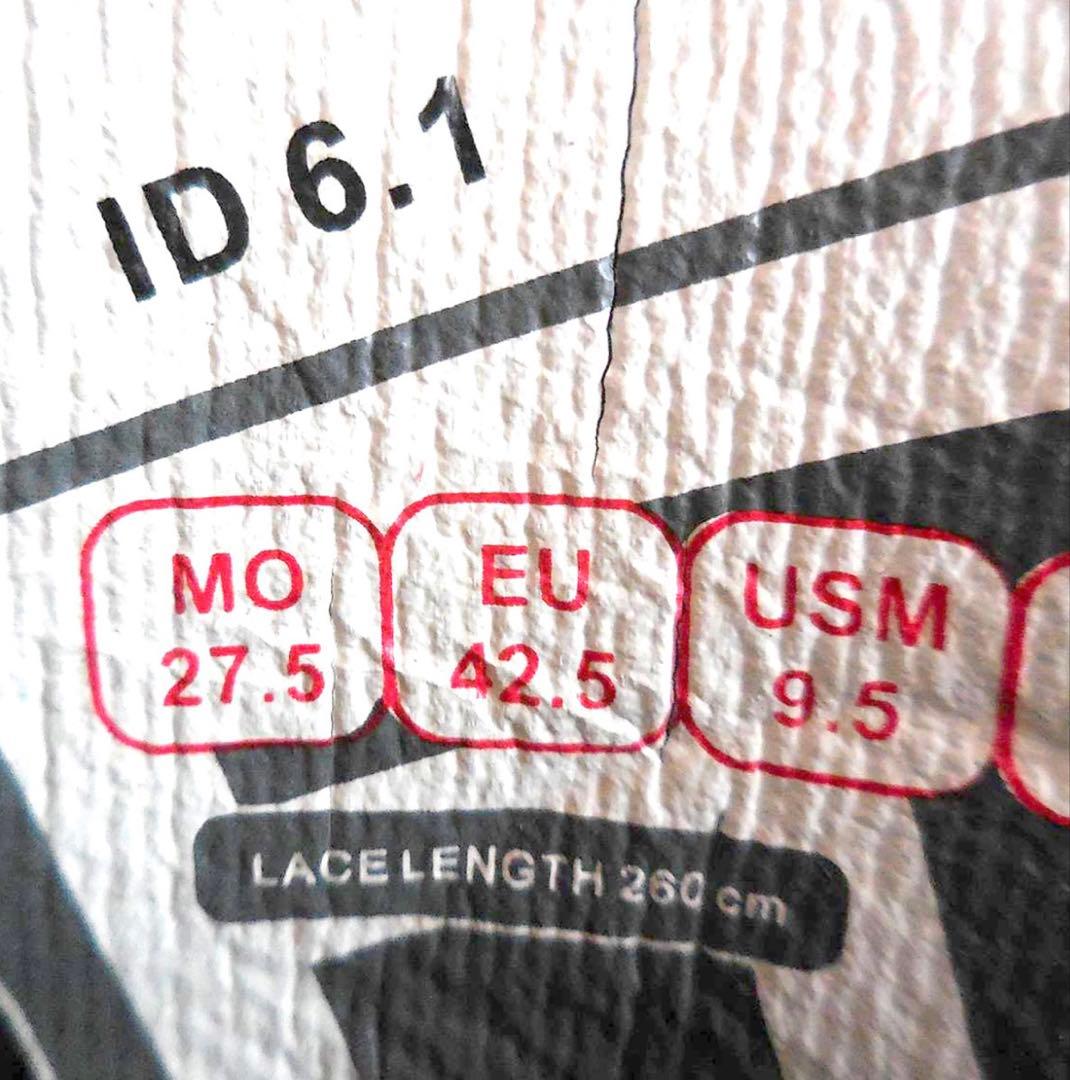 ID 6.1
MO EU USM
27.5 42.5 9.5
LACE LENGTH 260 cm